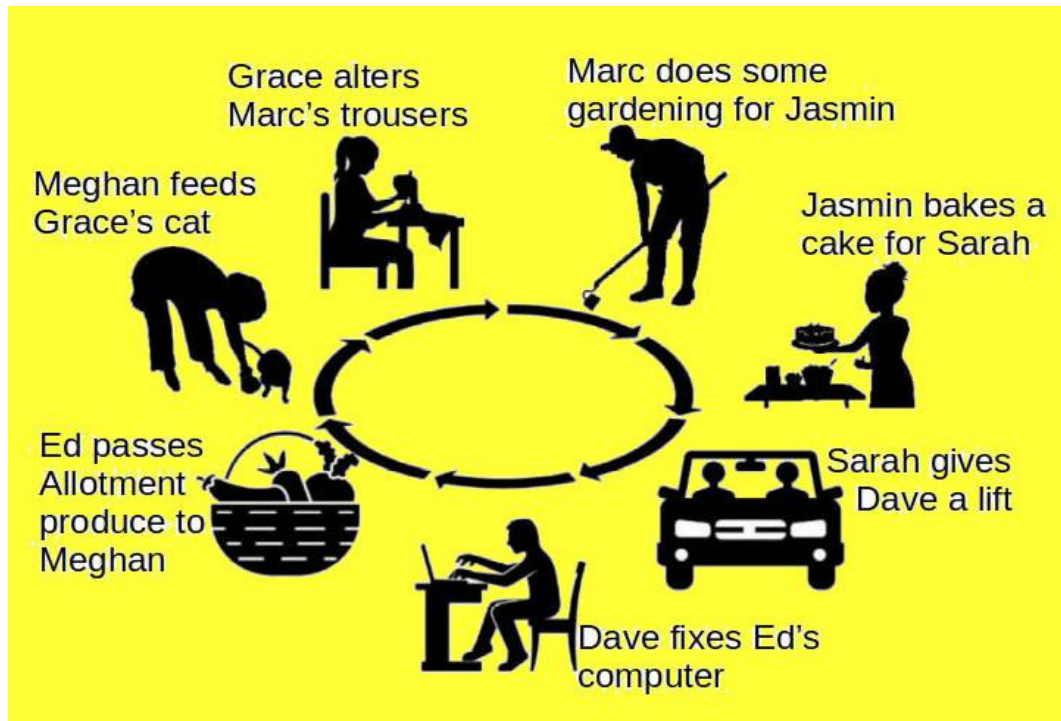 Grace alters
Marc's trousers
Marc does some
gardening for Jasmin
Meghan feeds
Grace's cat
Jasmin bakes a
cake for Sarah
Ed passes
Allotment
produce to
Meghan
Sarah gives
Dave a lift
Dave fixes Ed's
computer